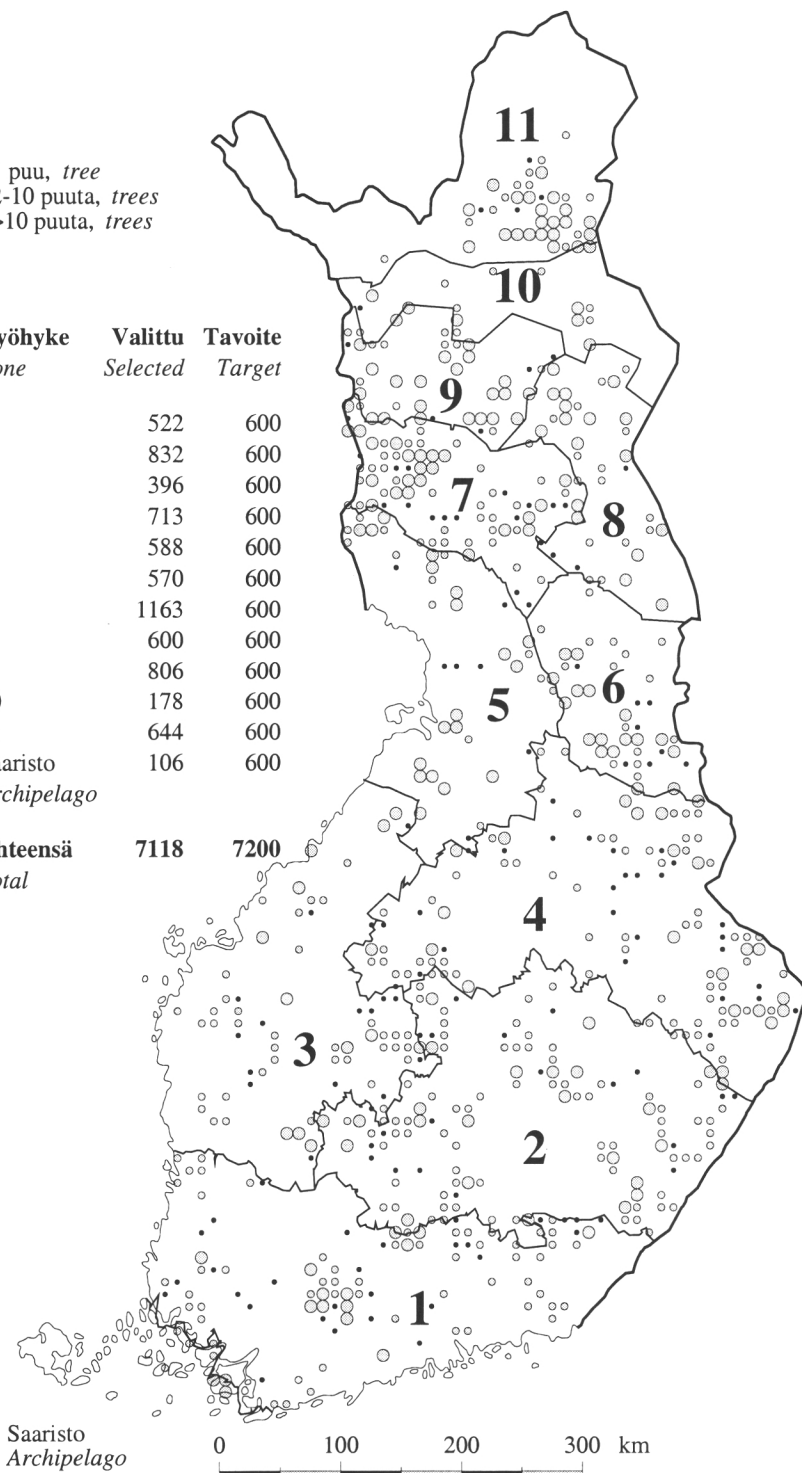 puu, tree
2-10 puuta, trees
>10 puuta, trees
yöhyke Valittu Tavoite
one Selected Target
522 600
832 600
396 600
713 600
588 600
570 600
1163 600
600 600
806 600
178 600
644 600
aaristo 106 600
rchipelago
hteensä 7118 7200
otal
11
10
9
7
8
5
6
4
3
2
1
Saaristo
Archipelago
0 100 200 300 km